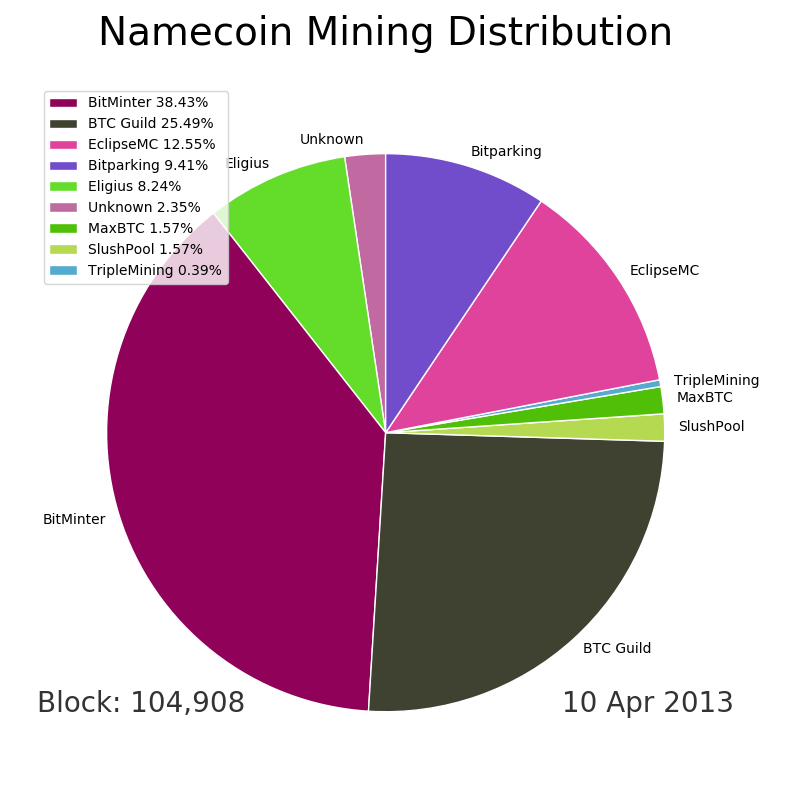 Namecoin Mining Distribution
BitMinter 38.43%
BTC Guild 25.49%
EclipseMC 12.55%
Bitparking 9.41%
Eligius 8.24%
Unknown 2.35%
MaxBTC 1.57%
SlushPool 1.57%
TripleMining 0.39%
Unknown
Bitparking
Eligius
EclipseMC
TripleMining
MaxBTC
SlushPool
BitMinter
BTC Guild
Block: 104,908
10 Apr 2013